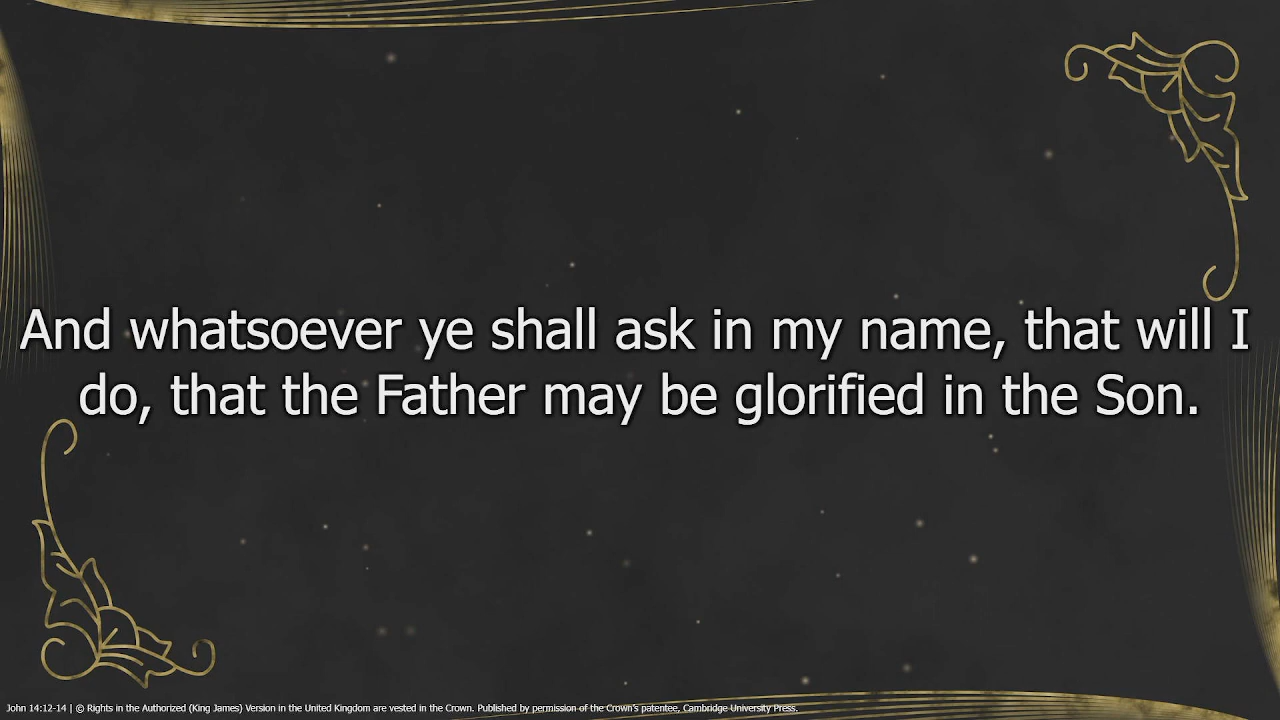 And whatsoever ye shall ask in my name, that will I
do, that the Father may be glorified in the Son.
John 14:12-14 | © Rights in the Authorized (King James) Version in the United Kingdom are vested in the Crown. Published by permission of the Crown's patentee, Cambridge University Press.